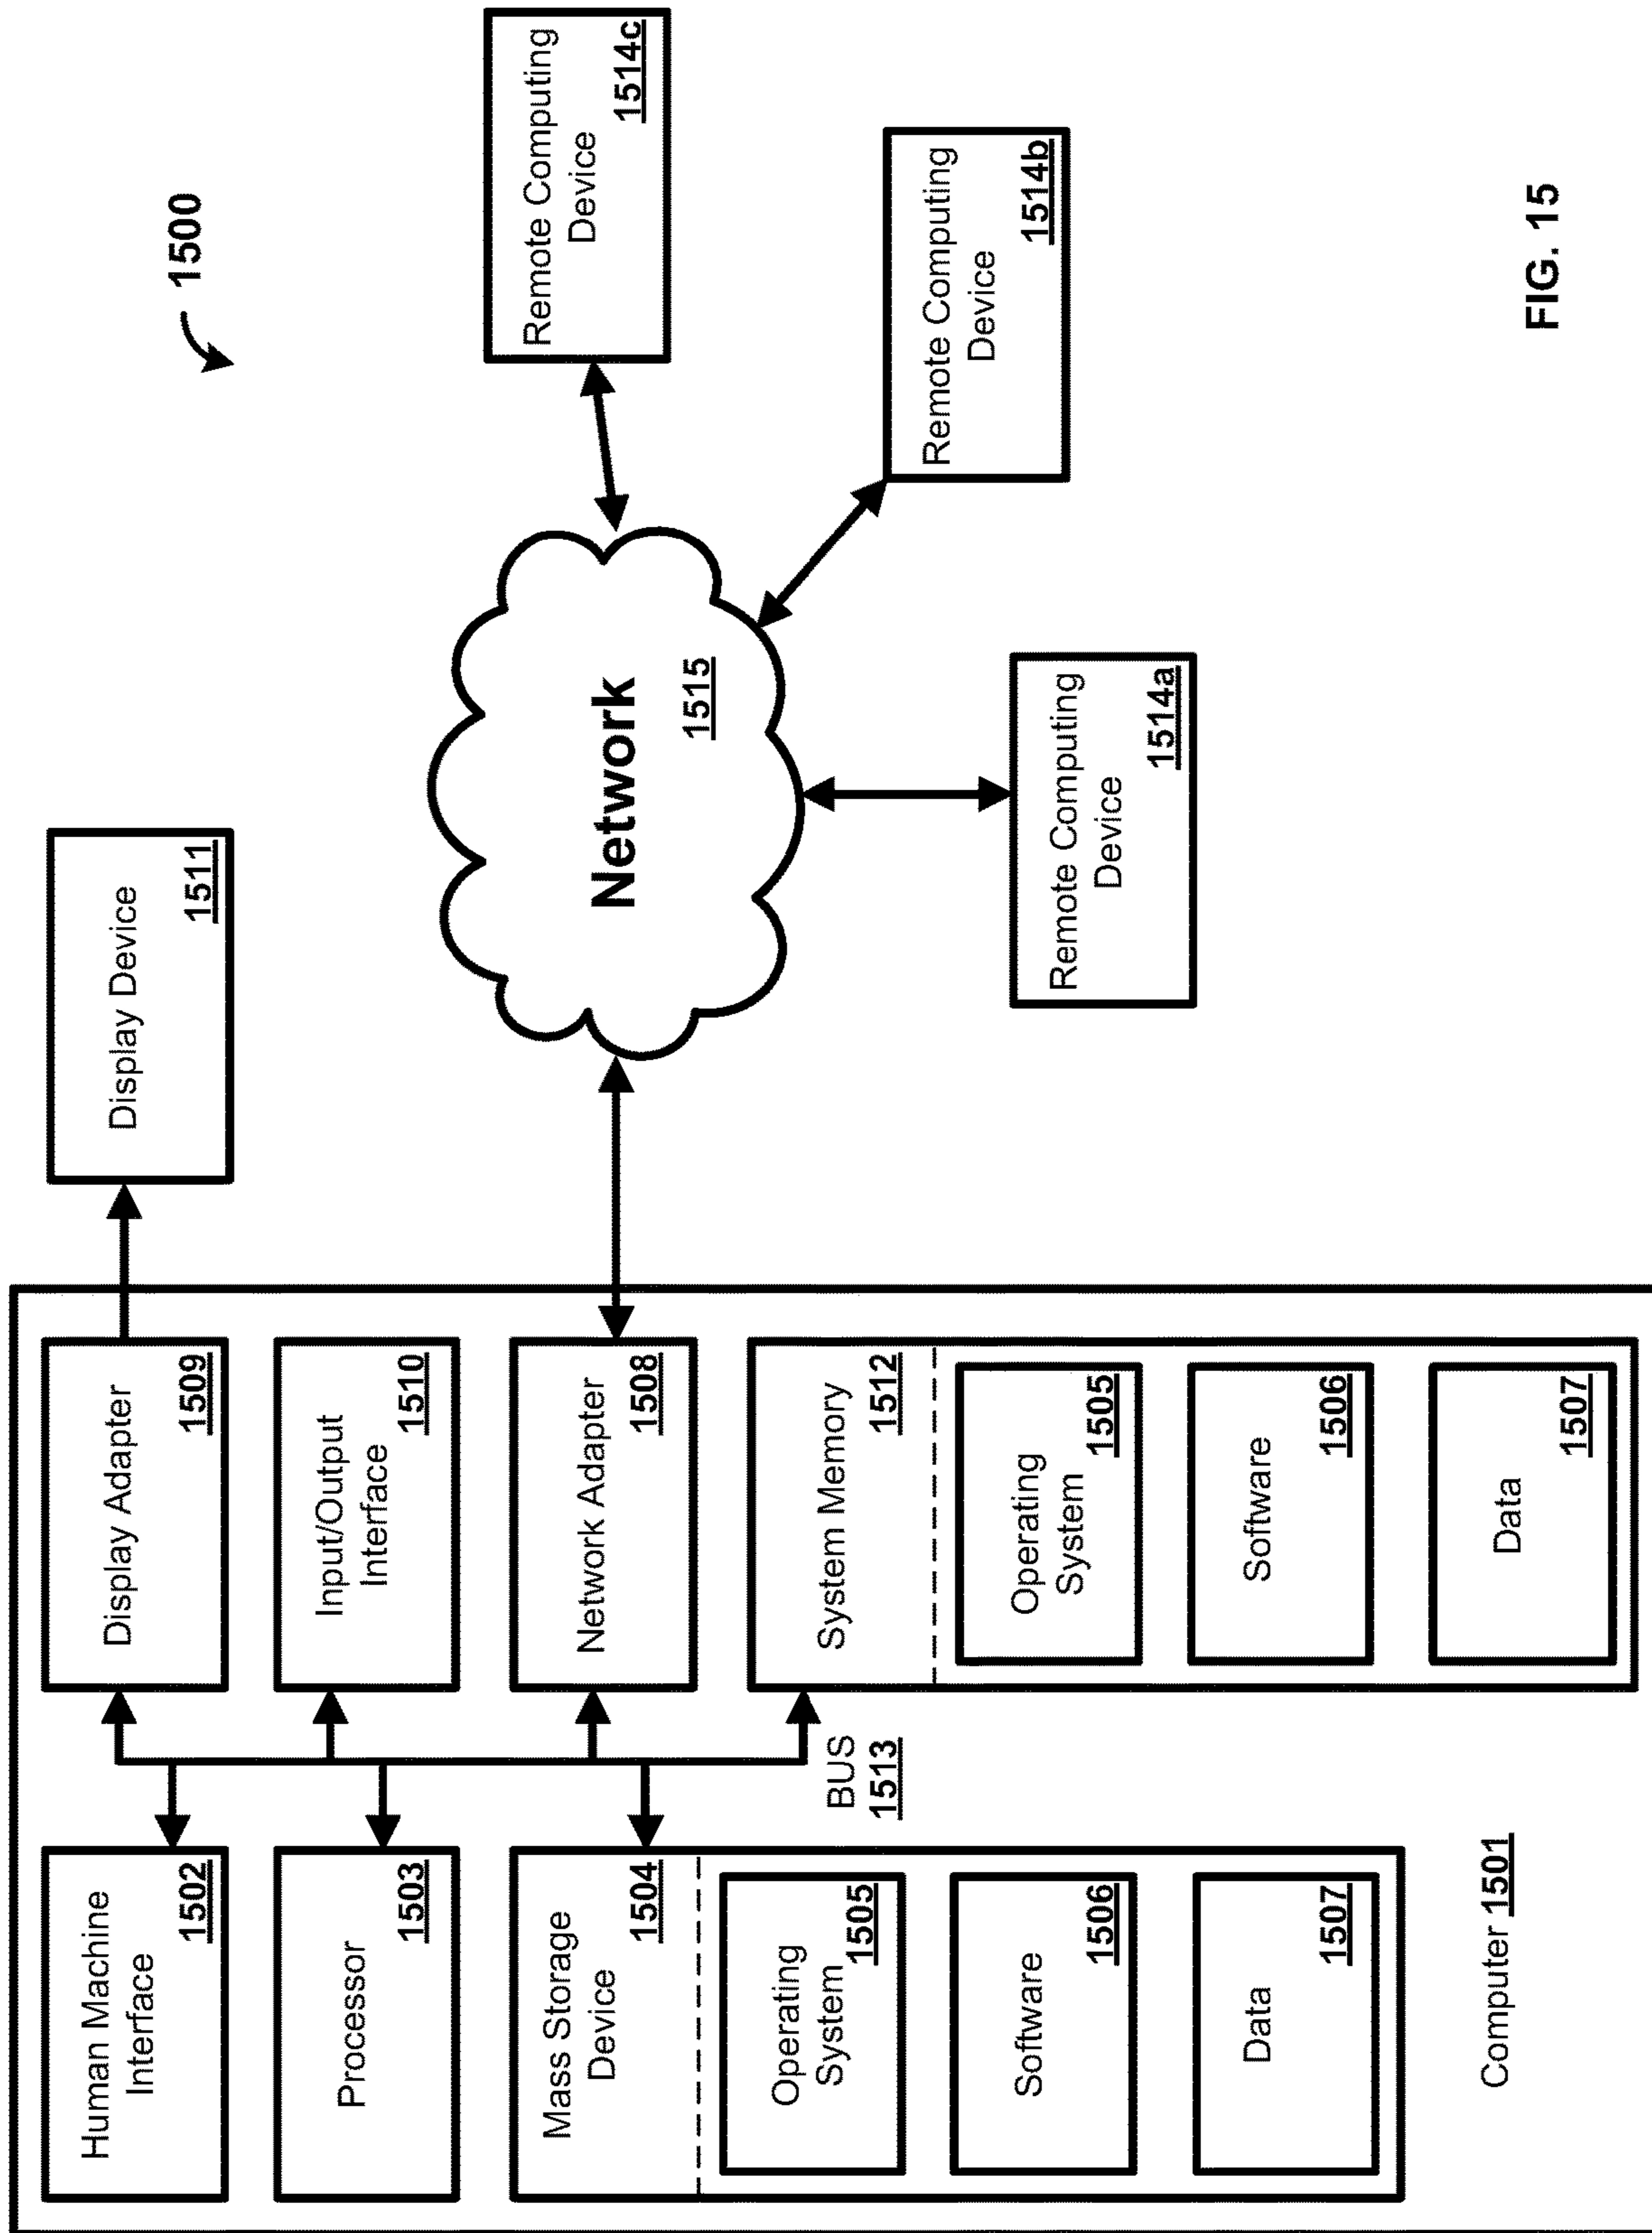 1500
Human Machine
Interface
1502
Processor
1503
Mass Storage
Device
1504
Operating
System
1505
Software
1506
Data
1507
Computer 1501
BUS
1513
Display Adapter
1509
Input/Output
Interface
1510
Network Adapter
1508
System Memory
1512
Operating
System
1505
Software
1506
Data
1507
Display Device
1511
Network
1515
Remote Computing
Device
1514a
Remote Computing
Device
1514b
Remote Computing
Device
1514c
FIG. 15